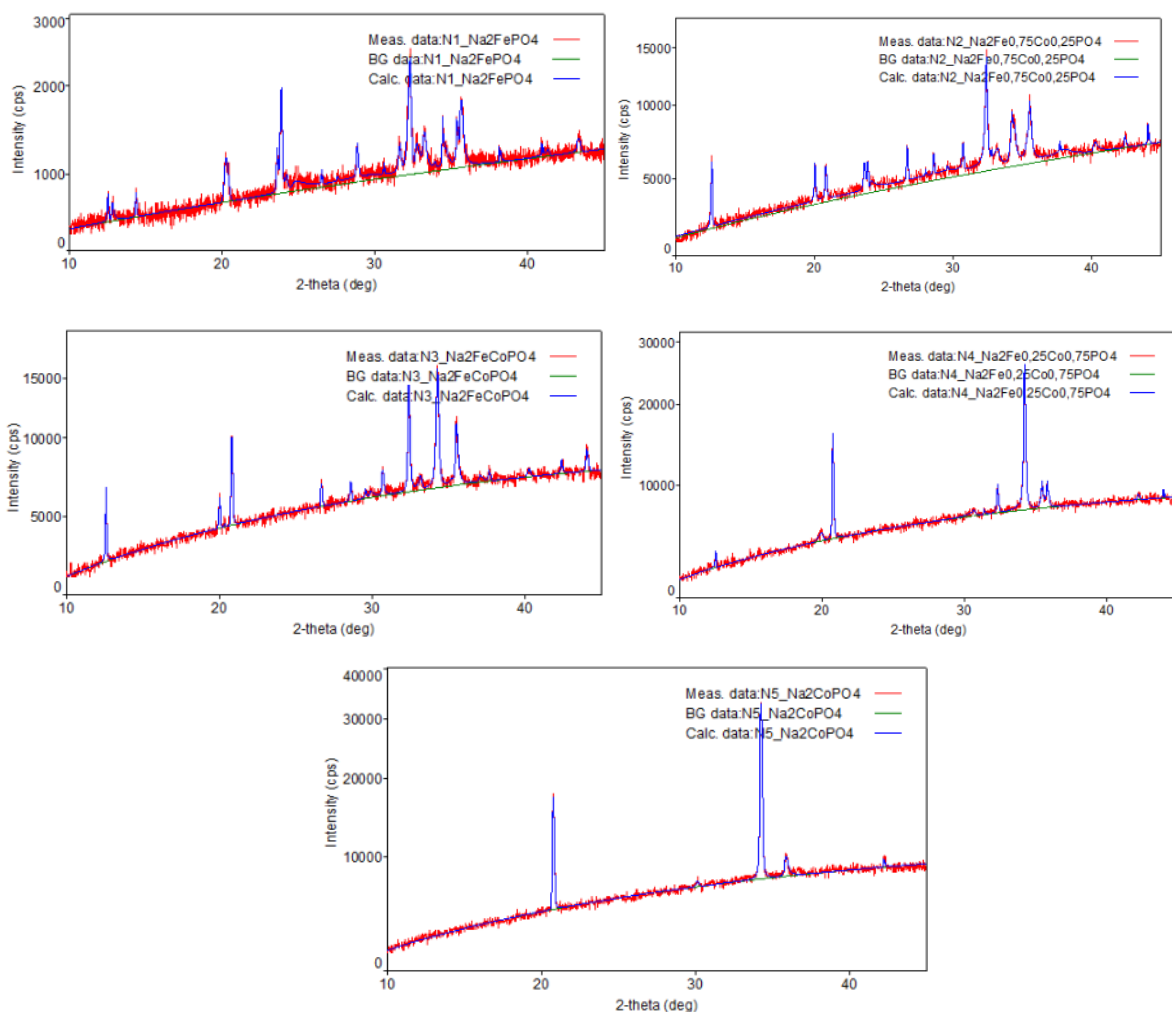 Meas. data:N1_Na2FePO4
BG data:N1_Na2FePO4
Calc. data:N1_Na2FePO4
Intensity (cps)
3000
2000
1000
0
10
20
30
40
2-theta (deg)
Meas. data:N2_Na2Fe0,75Co0,25PO4
BG data:N2_Na2Fe0,75Co0,25PO4
Calc. data:N2_Na2Fe0,75Co0,25PO4
Intensity (cps)
15000
10000
5000
0
10
20
30
40
2-theta (deg)
Meas. data:N3_Na2FeCoPO4
BG data:N3_Na2FeCoPO4
Calc. data:N3_Na2FeCoPO4
Intensity (cps)
15000
10000
5000
0
10
20
30
40
2-theta (deg)
Meas. data:N4_Na2Fe0,25Co0,75PO4
BG data:N4_Na2Fe0,25Co0,75PO4
Calc. data:N4_Na2Fe0,25Co0,75PO4
Intensity (cps)
30000
20000
10000
0
10
20
30
40
2-theta (deg)
Meas. data:N5_Na2CoPO4
BG data:N5_Na2CoPO4
Calc. data:N5_Na2CoPO4
Intensity (cps)
40000
30000
20000
10000
0
10
20
30
40
2-theta (deg)